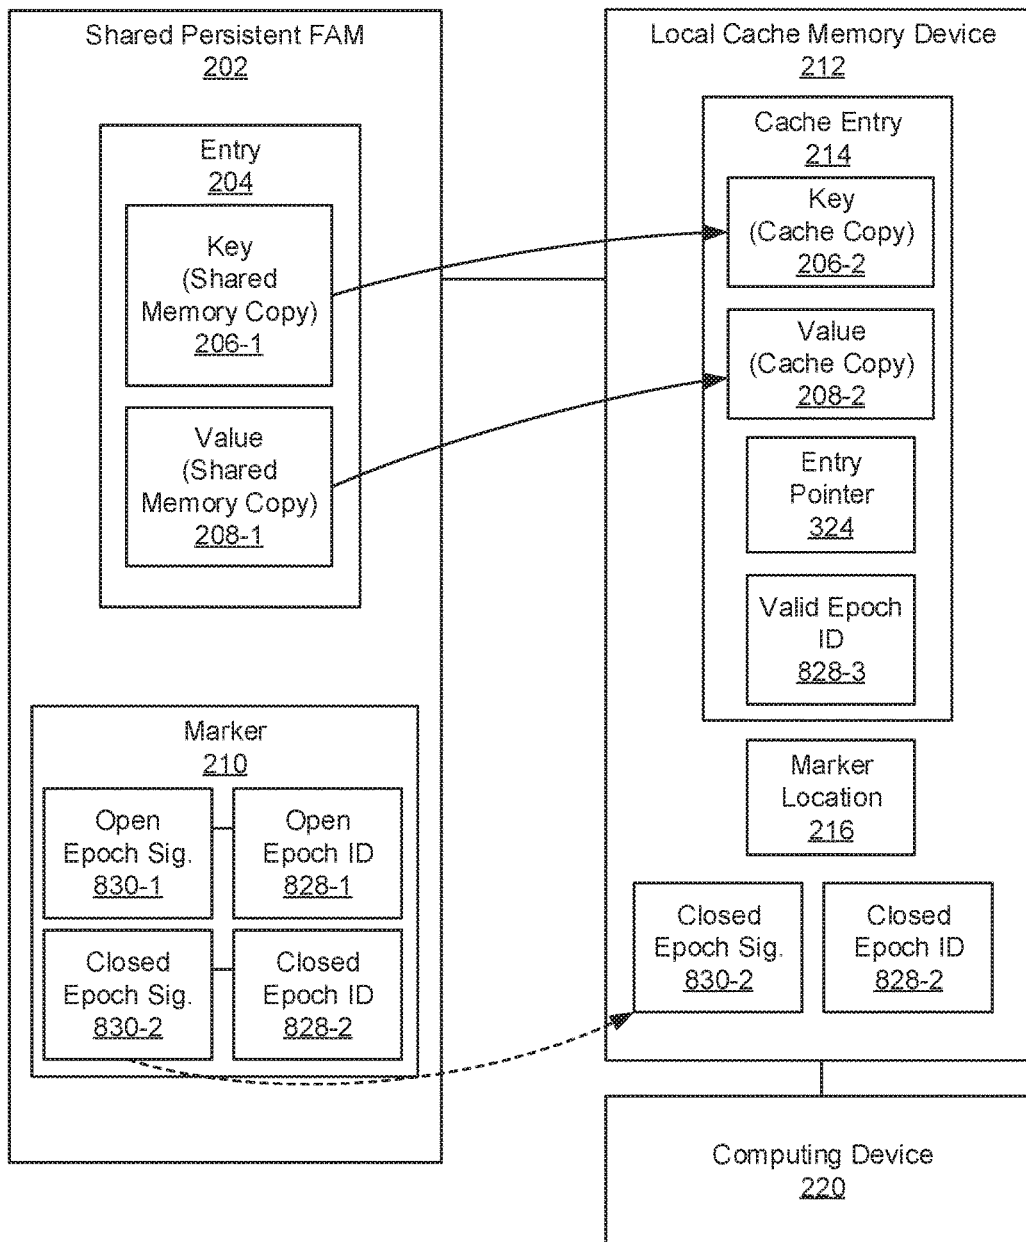 Shared Persistent FAM
202
Entry
204
Key
(Shared
Memory Copy)
206-1
Value
(Shared
Memory Copy)
208-1
Marker
210
Open
Epoch Sig.
830-1
Open
Epoch ID
828-1
Closed
Epoch Sig.
830-2
Closed
Epoch ID
828-2
Local Cache Memory Device
212
Cache Entry
214
Key
(Cache Copy)
206-2
Value
(Cache Copy)
208-2
Entry
Pointer
324
Valid Epoch
ID
828-3
Marker
Location
216
Closed
Epoch Sig.
830-2
Closed
Epoch ID
828-2
Computing Device
220